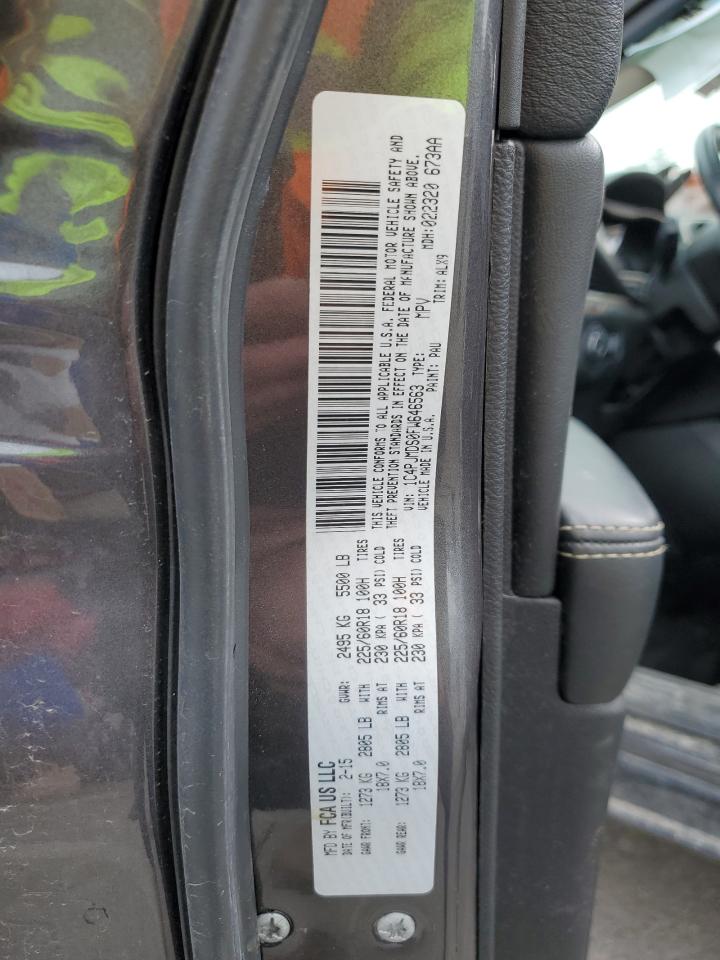 MFD BY FCA US LLC
DATE OF MFR(BUILT): 2-15 GVWR: 2495 KG 5500 LB
GAWR FRONT: 1273 KG 2805 LB WITH 225/60R18 100H TIRES
18X7.0 RIMS AT 230 KPA ( 33 PSI) COLD
GAWR REAR: 1273 KG 2805 LB WITH 225/60R18 100H TIRES
18X7.0 RIMS AT 230 KPA ( 33 PSI) COLD
THIS VEHICLE CONFORMS TO ALL APPLICABLE U.S.A. FEDERAL MOTOR VEHICLE SAFETY AND
THEFT PREVENTION STANDARDS IN EFFECT ON THE DATE OF MANUFACTURE SHOWN ABOVE.
VIN: 1C4PJMDS0FW646563 TYPE: MPV MDH:022320 673AA
VEHICLE MADE IN U.S.A. PAINT: PAU TRIM: ALX9